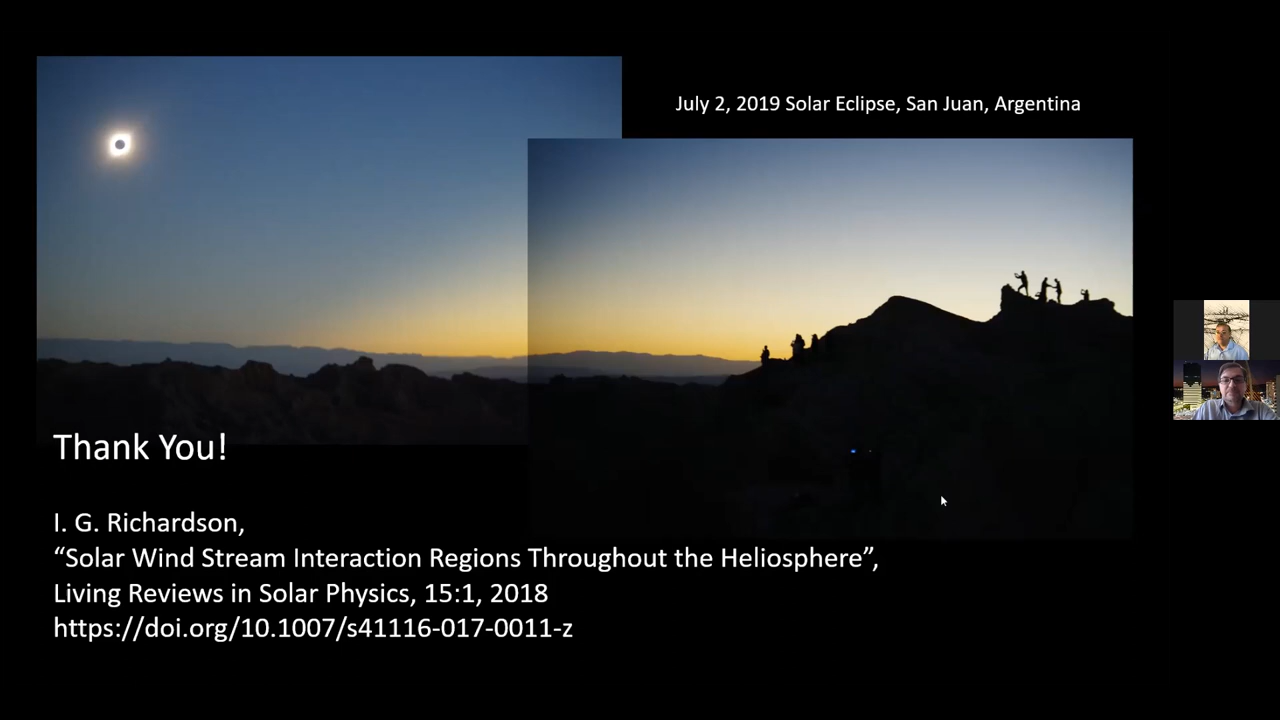 July 2, 2019 Solar Eclipse, San Juan, Argentina
Thank You!
I. G. Richardson,
“Solar Wind Stream Interaction Regions Throughout the Heliosphere”,
Living Reviews in Solar Physics, 15:1, 2018
https://doi.org/10.1007/s41116-017-0011-z